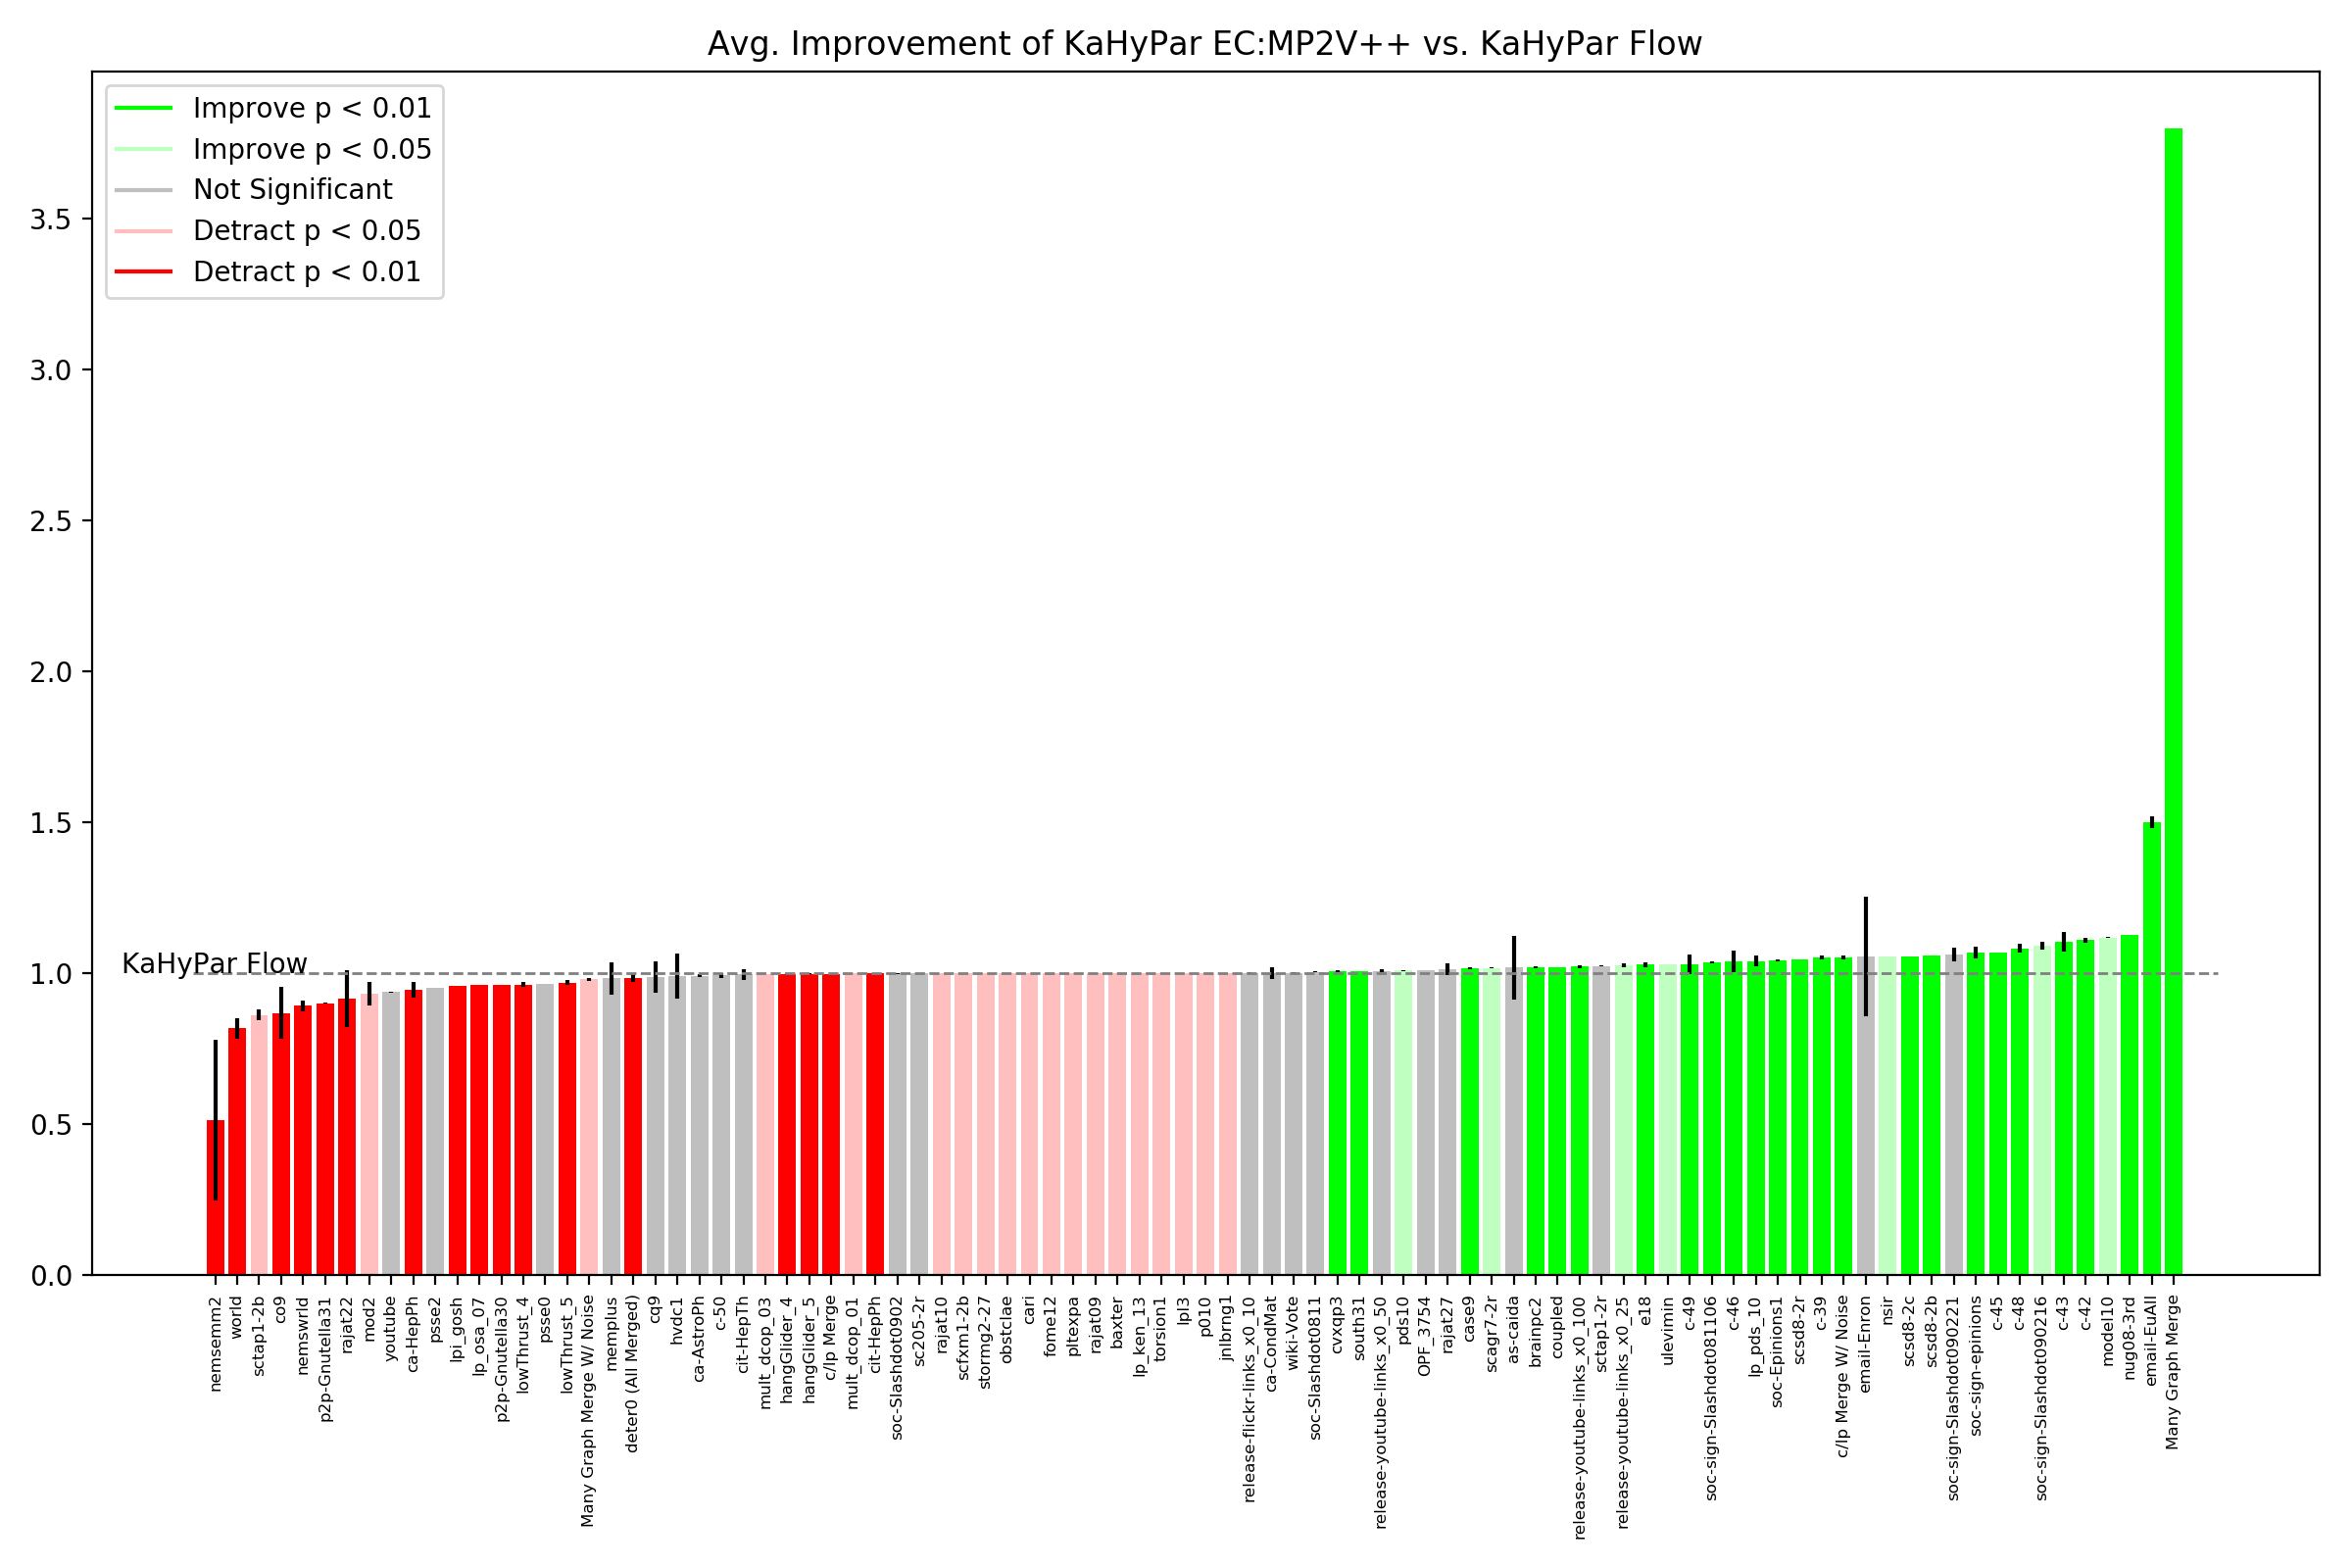 Avg. Improvement of KaHyPar EC:MP2V++ vs. KaHyPar Flow
Improve p < 0.01
Improve p < 0.05
Not Significant
Detract p < 0.05
Detract p < 0.01
3.5
3.0
2.5
2.0
1.5
1.0
0.5
0.0
KaHyPar Flow
nemsemm2
world
sctap1-2b
co9
nemswrld
p2p-Gnutella31
rajat22
mod2
youtube
ca-HepPh
psse2
lpi_gosh
lp_osa_07
p2p-Gnutella30
lowThrust_4
psse0
lowThrust_5
Many Graph Merge W/ Noise
memplus
deter0 (All Merged)
cq9
hvdc1
ca-AstroPh
c-50
cit-HepTh
mult_dcop_03
hangGlider_4
hangGlider_5
c/lp Merge
mult_dcop_01
cit-HepPh
soc-Slashdot0902
sc205-2r
rajat10
scfxm1-2b
stormg2-27
obstclae
cari
fome12
pltexpa
rajat09
baxter
lp_ken_13
torsion1
lpl3
p010
jnlbrng1
release-flickr-links_x0_10
ca-CondMat
wiki-Vote
soc-Slashdot0811
cvxqp3
south31
release-youtube-links_x0_50
pds10
OPF_3754
rajat27
case9
scagr7-2r
as-caida
brainpc2
coupled
release-youtube-links_x0_100
sctap1-2r
release-youtube-links_x0_25
e18
ulevimin
c-49
soc-sign-Slashdot081106
c-46
lp_pds_10
soc-Epinions1
scsd8-2r
c-39
c/lp Merge W/ Noise
email-Enron
nsir
scsd8-2c
scsd8-2b
soc-sign-Slashdot090221
soc-sign-epinions
c-45
c-48
soc-sign-Slashdot090216
c-43
c-42
model10
nug08-3rd
email-EuAll
Many Graph Merge